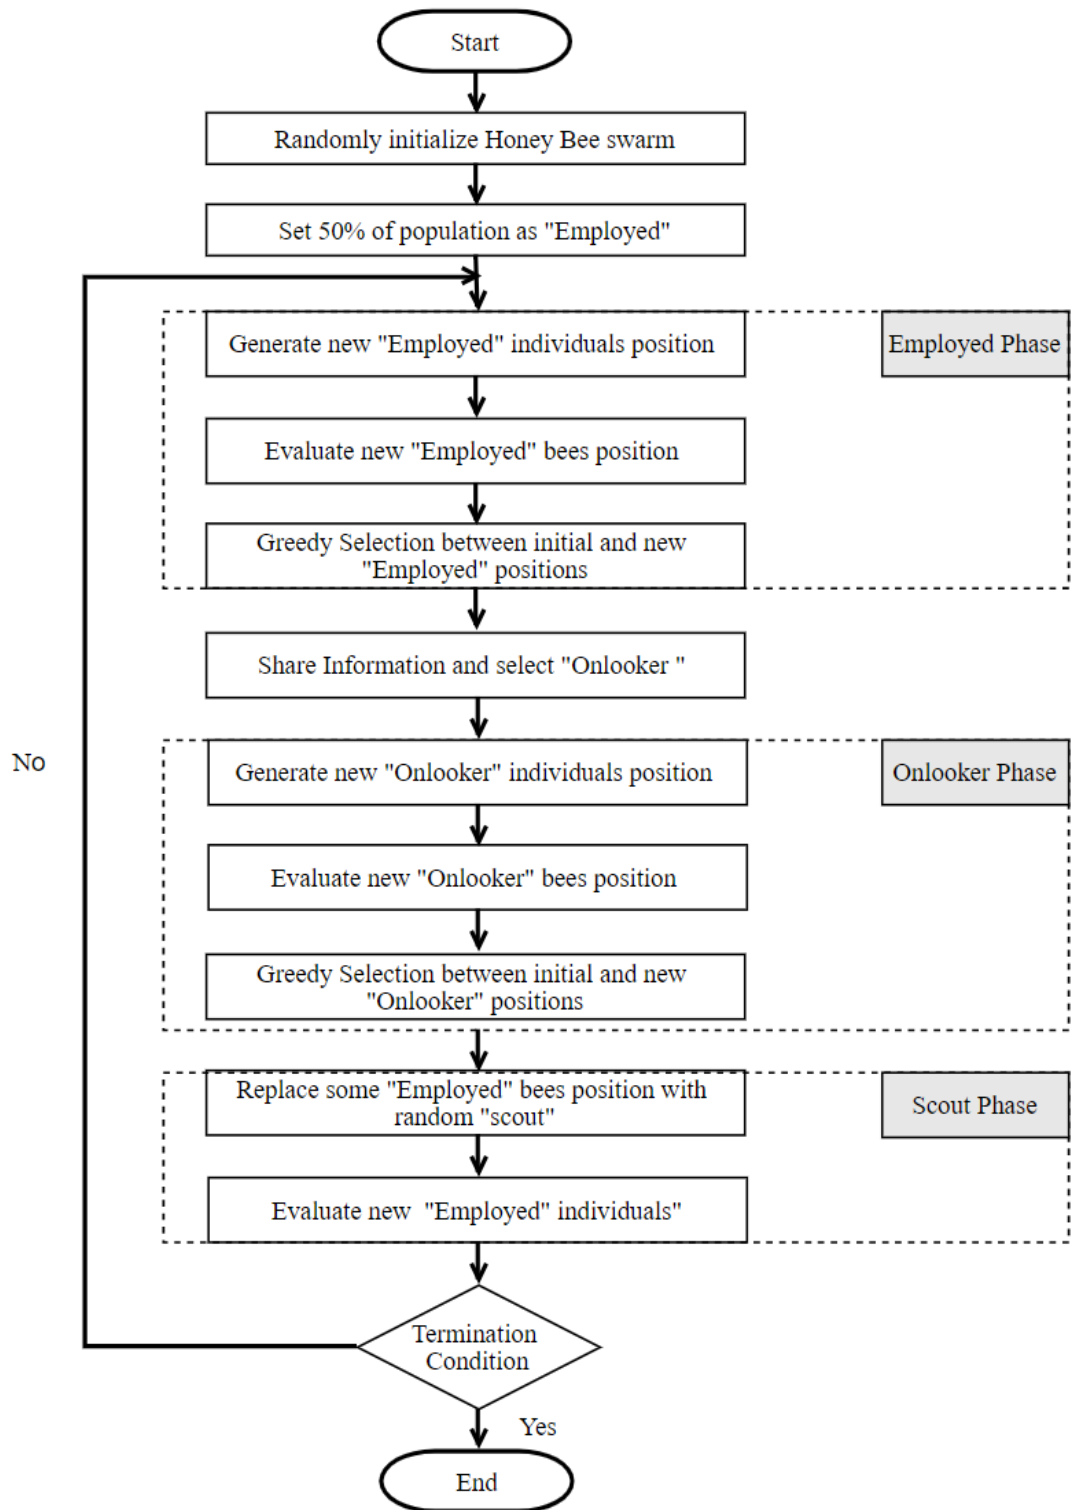 Start
Randomly initialize Honey Bee swarm
Set 50% of population as "Employed"
Generate new "Employed" individuals position
Employed Phase
Evaluate new "Employed" bees position
Greedy Selection between initial and new
"Employed" positions
Share Information and select "Onlooker "
No
Generate new "Onlooker" individuals position
Onlooker Phase
Evaluate new "Onlooker" bees position
Greedy Selection between initial and new
"Onlooker" positions
Replace some "Employed" bees position with
random "scout"
Scout Phase
Evaluate new  "Employed" individuals"
Termination
Condition
Yes
End